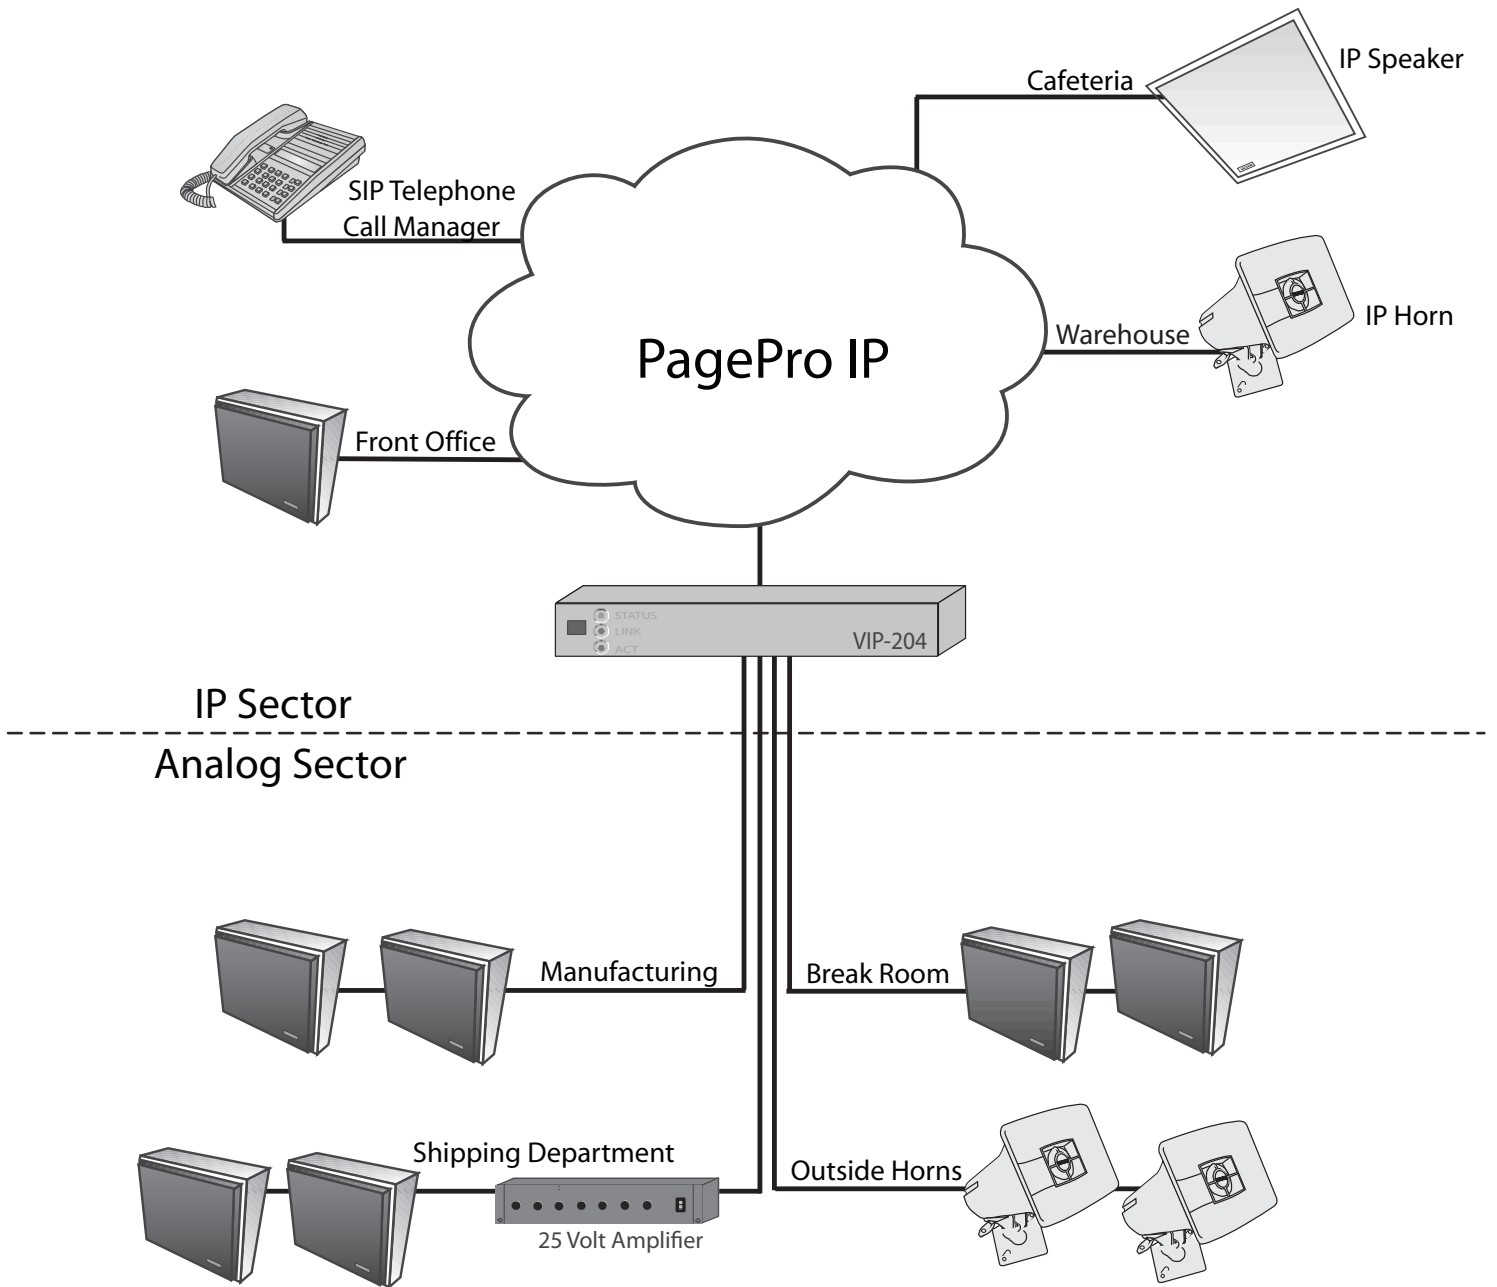 IP Speaker
Cafeteria
SIP Telephone
Call Manager
IP Horn
Warehouse
PagePro IP
Front Office
STATUS
LINK
ACT
VIP-204
IP Sector
Analog Sector
Manufacturing
Break Room
Shipping Department
Outside Horns
25 Volt Amplifier